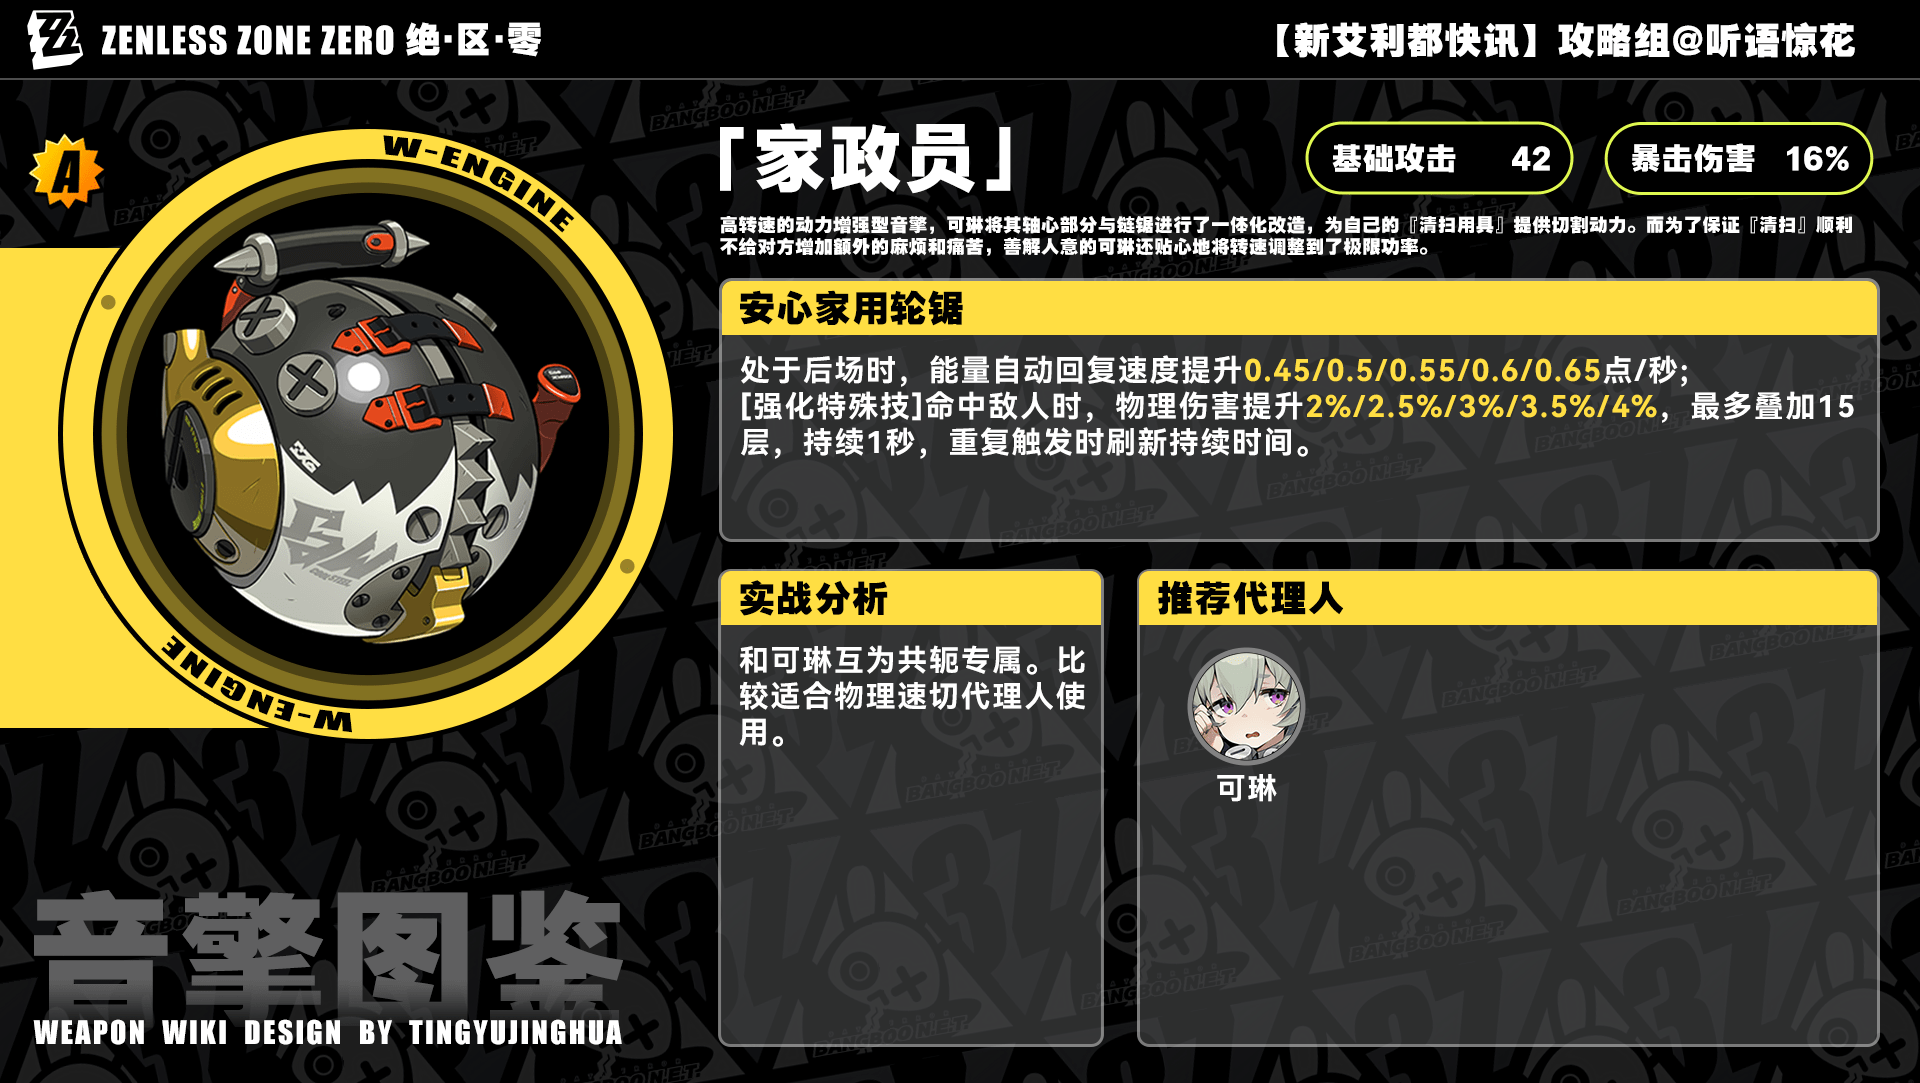 ZENLESS ZONE ZERO 绝·区·零
【新艾利都快讯】攻略组@听语惊花
A
W-ENGINE
W-ENGINE
「家政员」
基础攻击 42
暴击伤害 16%
高转速的动力增强型音擎，可琳将其轴心部分与链锯进行了一体化改造，为自己的『清扫用具』提供切割动力。而为了保证『清扫』顺利
不给对方增加额外的麻烦和痛苦，善解人意的可琳还贴心地将转速调整到了极限功率。
安心家用轮锯
处于后场时，能量自动回复速度提升0.45/0.5/0.55/0.6/0.65点/秒;
[强化特殊技]命中敌人时，物理伤害提升2%/2.5%/3%/3.5%/4%，最多叠加15
层，持续1秒，重复触发时刷新持续时间。
实战分析
和可琳互为共轭专属。比
较适合物理速切代理人使
用。
推荐代理人
可琳
音擎图鉴
WEAPON WIKI DESIGN BY TINGYUJINGHUA